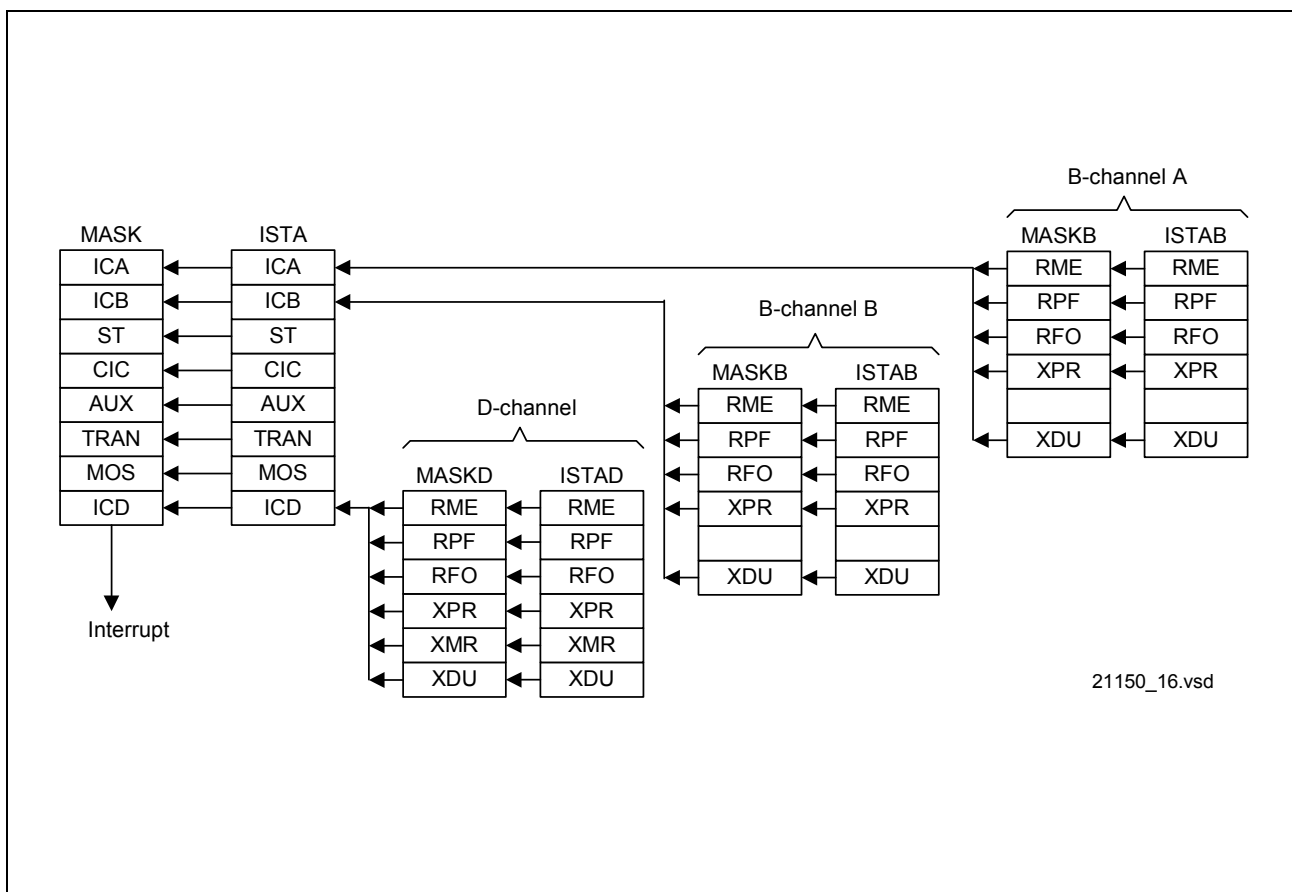 B-channel A
MASK ISTA MASKB ISTAB
ICA ICA RME RME
ICB ICB RPF RPF
B-channel B
ST ST RFO RFO
CIC CIC MASKB ISTAB XPR XPR
AUX AUX RME RME
D-channel
TRAN TRAN RPF RPF XDU XDU
MOS MOS MASKD ISTAD RFO RFO
ICD ICD RME RME XPR XPR
RPF RPF
RFO RFO XDU XDU
XPR XPR
Interrupt
XMR XMR
XDU XDU
21150_16.vsd